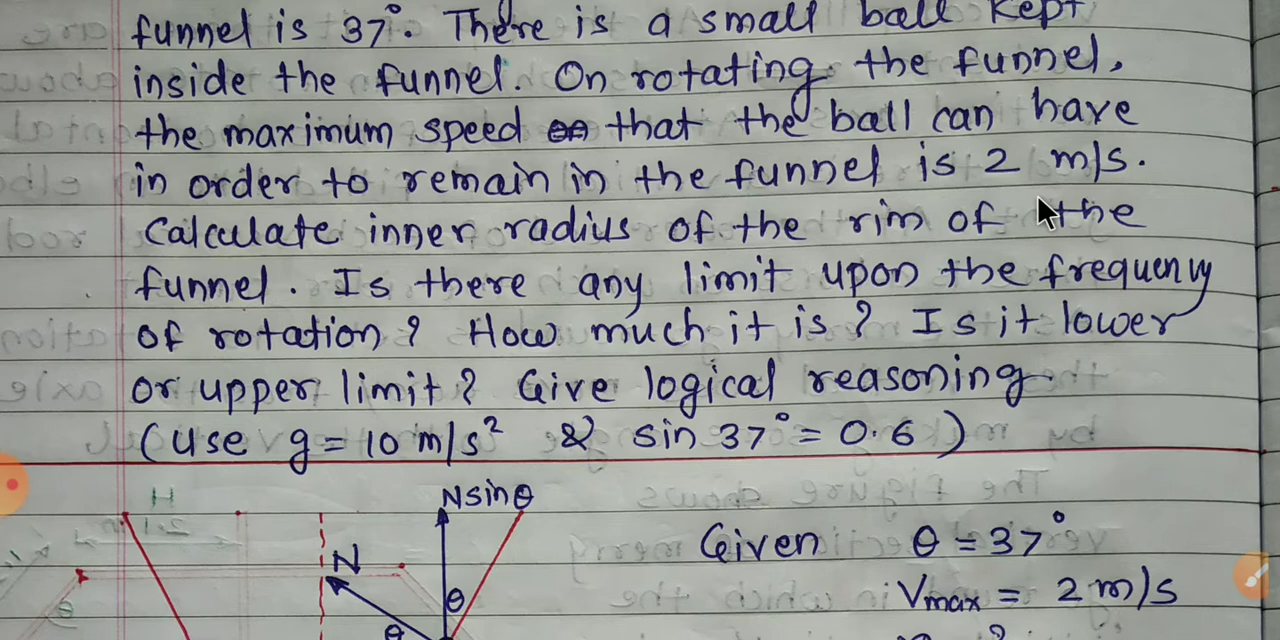 funnel is 37°. There is a small ball kept
inside the funnel. On rotating the funnel,
the maximum speed that the ball can have
in order to remain in the funnel is 2 m/s.
Calculate inner radius of the rim of the
funnel. Is there any limit upon the frequency
of rotation? How much it is? Is it lower
or upper limit? Give logical reasoning
(use g = 10 m/s² & sin 37° = 0.6)
N sin θ
Given θ = 37°
N
θ
Vmax = 2 m/s
θ